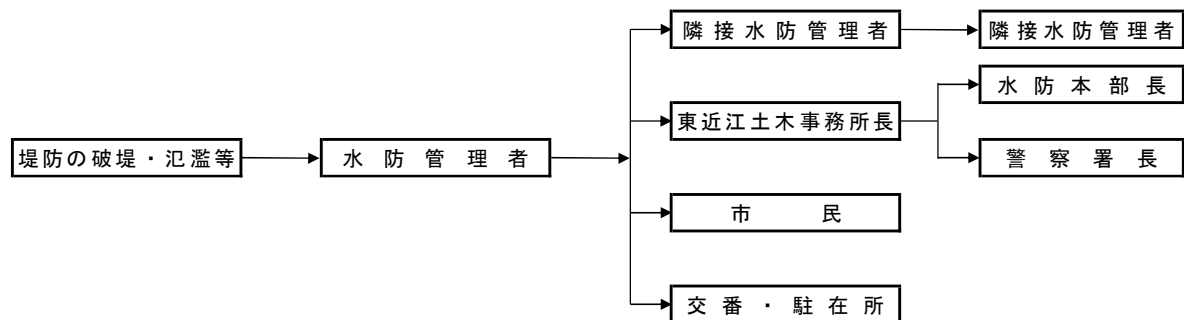 隣接水防管理者
隣接水防管理者
水防本部長
東近江土木事務所長
堤防の破堤・氾濫等
水防管理者
警察署長
市民
交番・駐在所